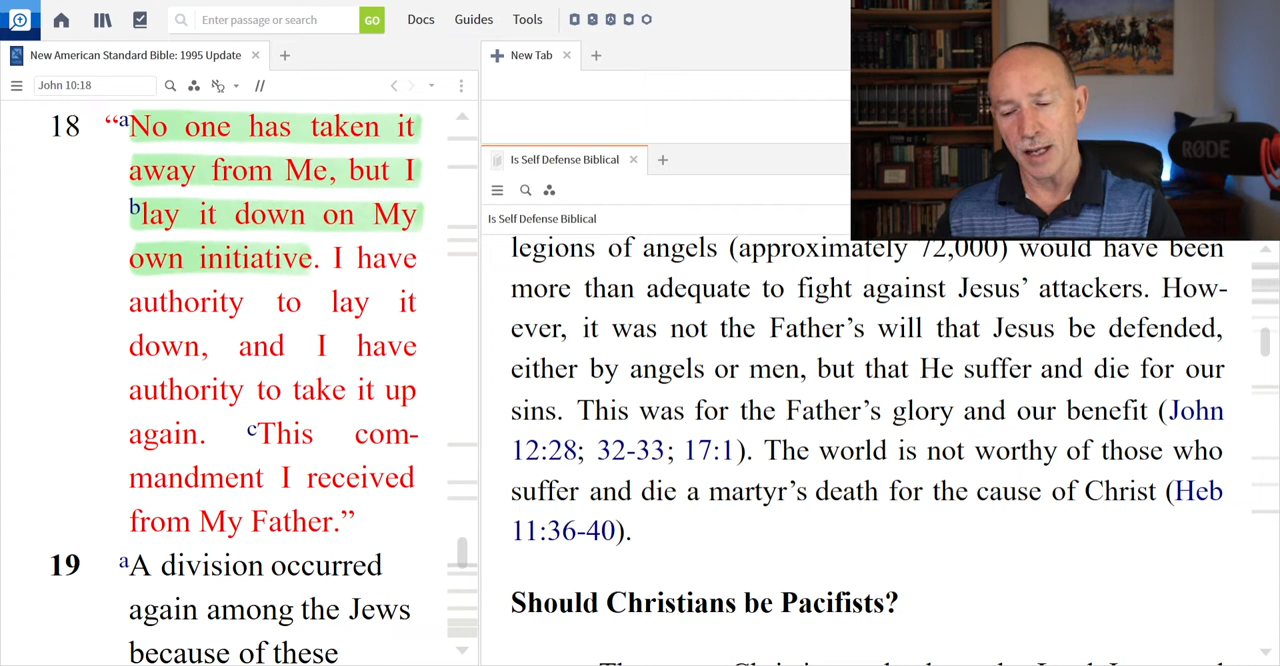 Enter passage or search GO Docs Guides Tools
New American Standard Bible: 1995 Update
New Tab
John 10:18
18 “aNo one has taken it
away from Me, but I
blay it down on My
own initiative. I have
authority to lay it
down, and I have
authority to take it up
again. cThis com-
mandment I received
from My Father.”
19 aA division occurred
again among the Jews
because of these
Is Self Defense Biblical
Is Self Defense Biblical
legions of angels (approximately 72,000) would have been
more than adequate to fight against Jesus’ attackers. How-
ever, it was not the Father’s will that Jesus be defended,
either by angels or men, but that He suffer and die for our
sins. This was for the Father’s glory and our benefit (John
12:28; 32-33; 17:1). The world is not worthy of those who
suffer and die a martyr’s death for the cause of Christ (Heb
11:36-40).
Should Christians be Pacifists?
RØDE